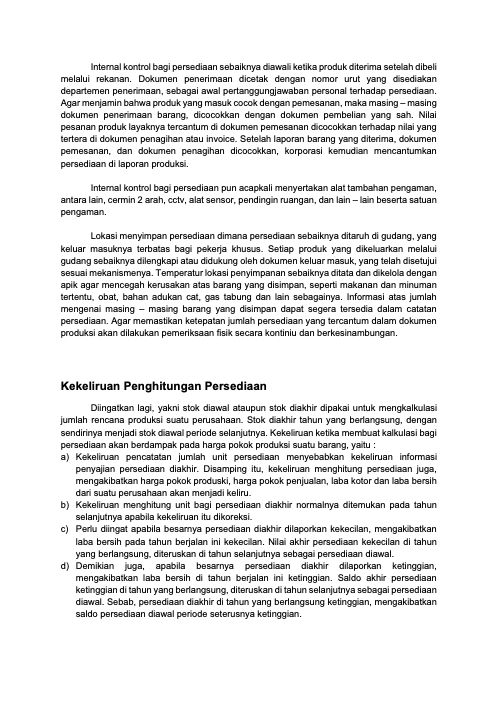 Internal kontrol bagi persediaan sebaiknya diawali ketika produk diterima setelah dibeli
melalui rekanan. Dokumen penerimaan dicetak dengan nomor urut yang disediakan
departemen penerimaan, sebagai awal pertanggungjawaban personal terhadap persediaan.
Agar menjamin bahwa produk yang masuk cocok dengan pemesanan, maka masing – masing
dokumen penerimaan barang, dicocokkan dengan dokumen pembelian yang sah. Nilai
pesanan produk layaknya tercantum di dokumen pemesanan dicocokkan terhadap nilai yang
tertera di dokumen penagihan atau invoice. Setelah laporan barang yang diterima, dokumen
pemesanan, dan dokumen penagihan dicocokkan, korporasi kemudian mencantumkan
persediaan di laporan produksi.
Internal kontrol bagi persediaan pun acapkali menyertakan alat tambahan pengaman,
antara lain, cermin 2 arah, cctv, alat sensor, pendingin ruangan, dan lain – lain beserta satuan
pengaman.
Lokasi menyimpan persediaan dimana persediaan sebaiknya ditaruh di gudang, yang
keluar masuknya terbatas bagi pekerja khusus. Setiap produk yang dikeluarkan melalui
gudang sebaiknya dilengkapi atau didukung oleh dokumen keluar masuk, yang telah disetujui
sesuai mekanismenya. Temperatur lokasi penyimpanan sebaiknya ditata dan dikelola dengan
apik agar mencegah kerusakan atas barang yang disimpan, seperti makanan dan minuman
tertentu, obat, bahan adukan cat, gas tabung dan lain sebagainya. Informasi atas jumlah
mengenai masing – masing barang yang disimpan dapat segera tersedia dalam catatan
persediaan. Agar memastikan ketepatan jumlah persediaan yang tercantum dalam dokumen
produksi akan dilakukan pemeriksaan fisik secara kontiniu dan berkesinambungan.
Kekeliruan Penghitungan Persediaan
Diingatkan lagi, yakni stok diawal ataupun stok diakhir dipakai untuk mengkalkulasi
jumlah rencana produksi suatu perusahaan. Stok diakhir tahun yang berlangsung, dengan
sendirinya menjadi stok diawal periode selanjutnya. Kekeliruan ketika membuat kalkulasi bagi
persediaan akan berdampak pada harga pokok produksi suatu barang, yaitu :
a) Kekeliruan pencatatan jumlah unit persediaan menyebabkan kekeliruan informasi
penyajian persediaan diakhir. Disamping itu, kekeliruan menghitung persediaan juga,
mengakibatkan harga pokok produski, harga pokok penjualan, laba kotor dan laba bersih
dari suatu perusahaan akan menjadi keliru.
b) Kekeliruan menghitung unit bagi persediaan diakhir normalnya ditemukan pada tahun
selanjutnya apabila kekeliruan itu dikoreksi.
c) Perlu diingat apabila besarnya persediaan diakhir dilaporkan kekecilan, mengakibatkan
laba bersih pada tahun berjalan ini kekecilan. Nilai akhir persediaan kekecilan di tahun
yang berlangsung, diteruskan di tahun selanjutnya sebagai persediaan diawal.
d) Demikian juga, apabila besarnya persediaan diakhir dilaporkan ketinggian,
mengakibatkan laba bersih di tahun berjalan ini ketinggian. Saldo akhir persediaan
ketinggian di tahun yang berlangsung, diteruskan di tahun selanjutnya sebagai persediaan
diawal. Sebab, persediaan diakhir di tahun yang berlangsung ketinggian, mengakibatkan
saldo persediaan diawal periode seterusnya ketinggian.